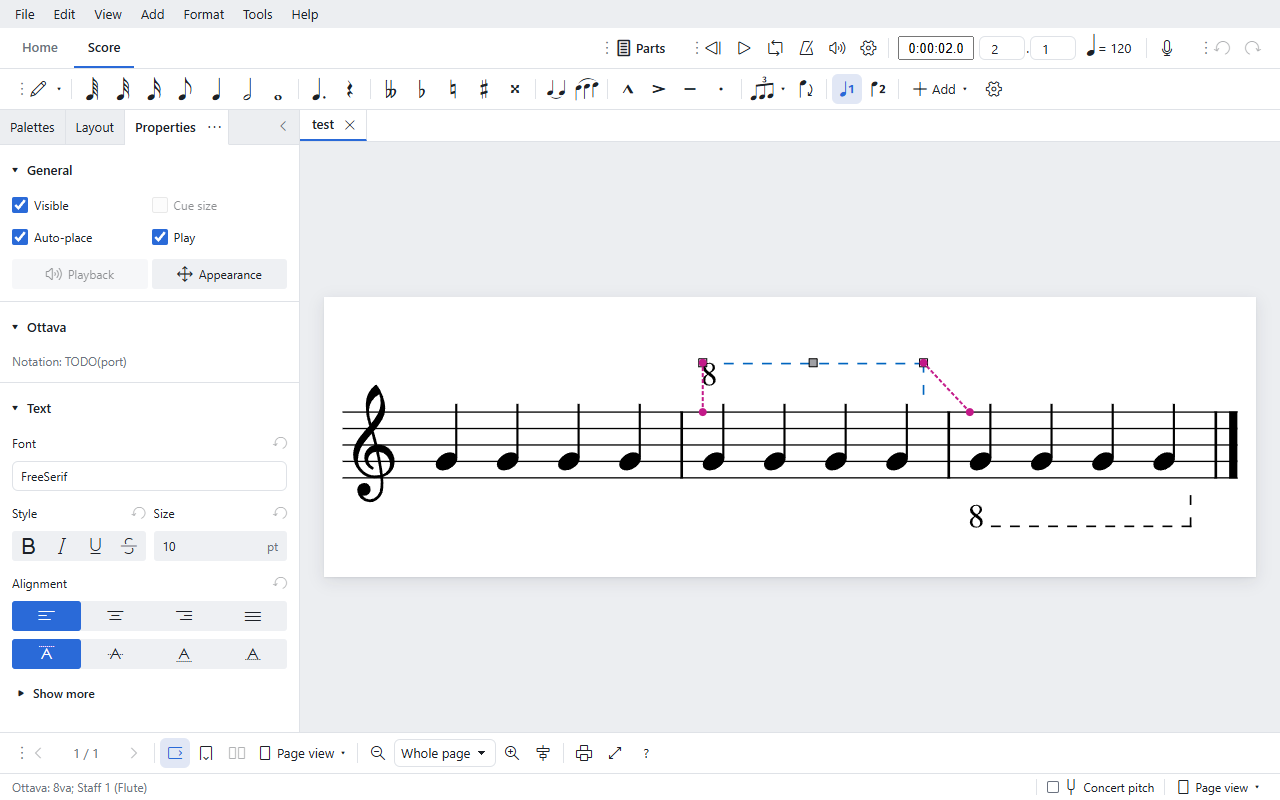 File Edit View Add Format Tools Help
Home Score Parts 0:00:02.0 2 . 1 = 120
3 1 2 Add
Palettes Layout Properties ··· test
General
Visible Cue size
Auto-place Play
Playback Appearance
Ottava
Notation: TODO(port)
8
Text
Font
FreeSerif
8
Style Size
B I U S 10 pt
Alignment
Show more
1 / 1 Page view Whole page ?
Ottava: 8va; Staff 1 (Flute) Concert pitch Page view